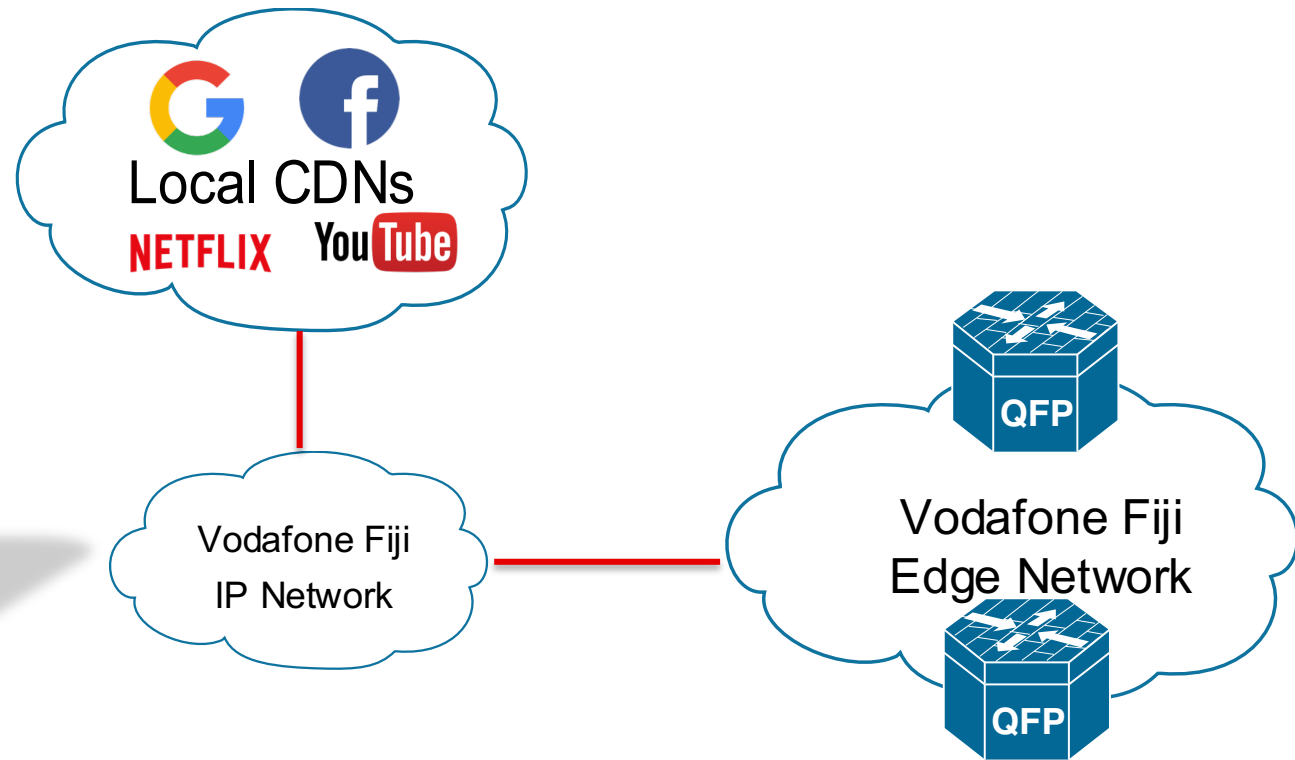 Local CDNs
NETFLIX
YouTube
QFP
Vodafone Fiji
IP Network
Vodafone Fiji
Edge Network
QFP